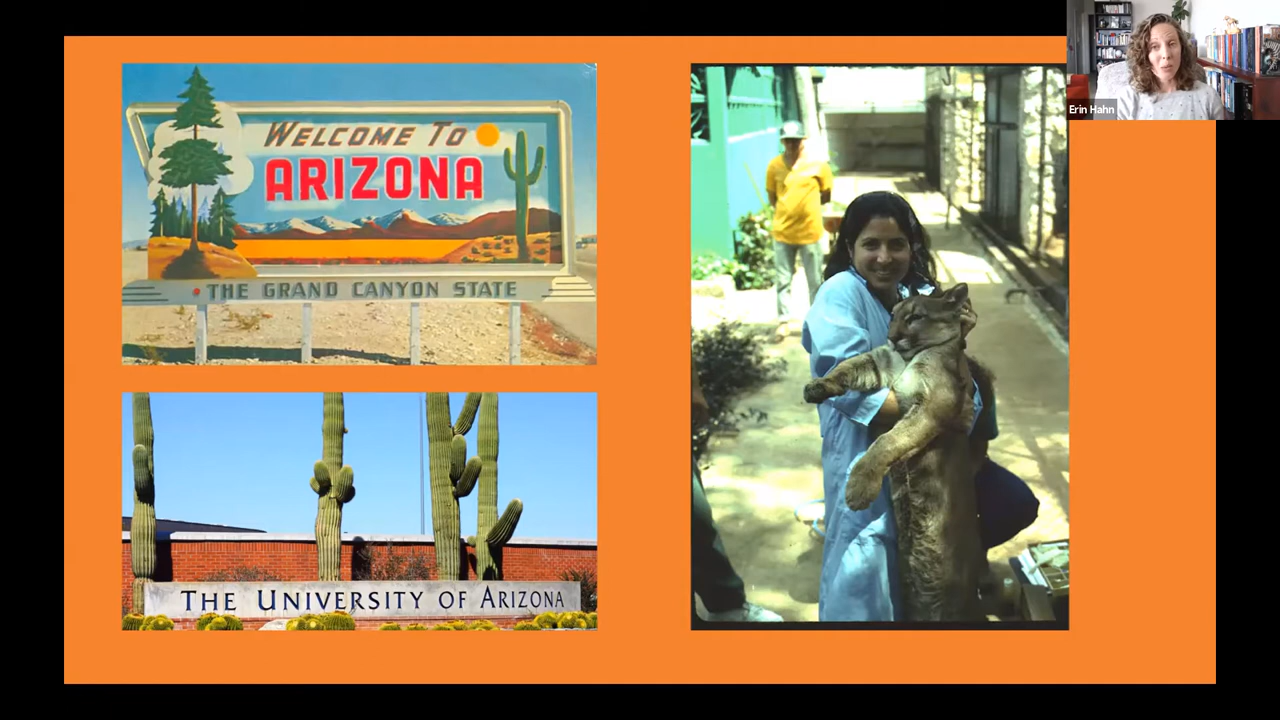 WELCOME TO
ARIZONA
THE GRAND CANYON STATE
THE UNIVERSITY OF ARIZONA
Erin Hahn